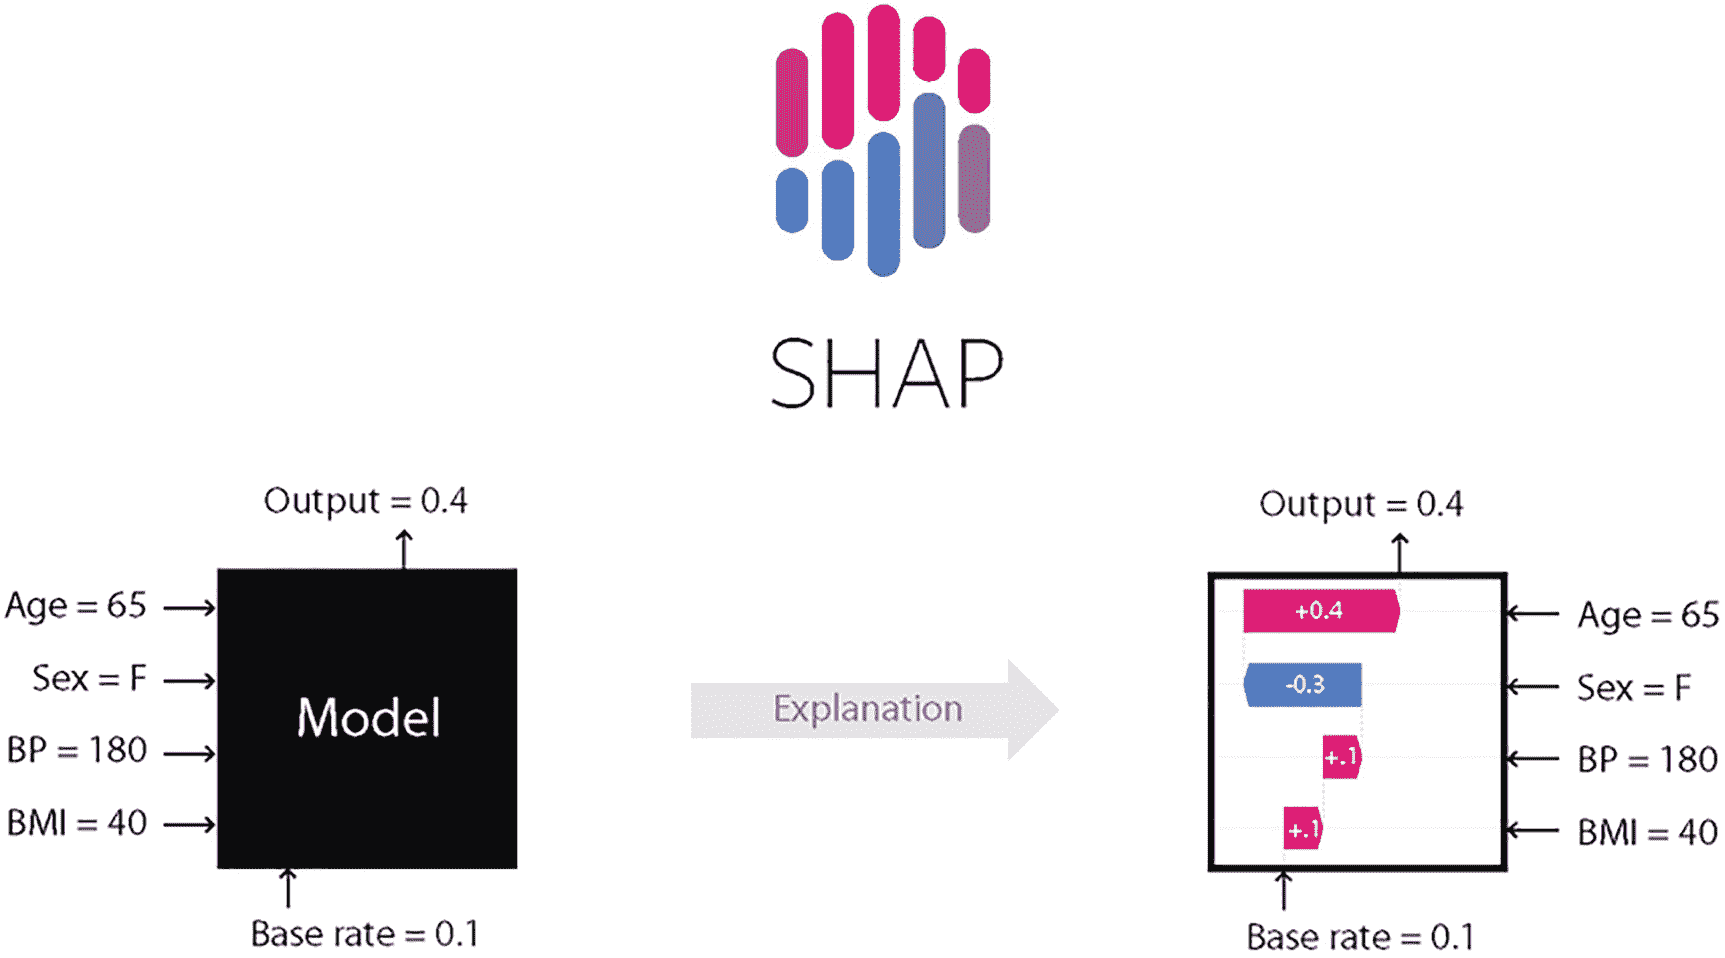 SHAP
Output = 0.4
Age = 65
Sex = F
BP = 180
BMI = 40
Model
Base rate = 0.1
Explanation
Output = 0.4
+0.4
Age = 65
-0.3
Sex = F
+.1
BP = 180
+.1
BMI = 40
Base rate = 0.1